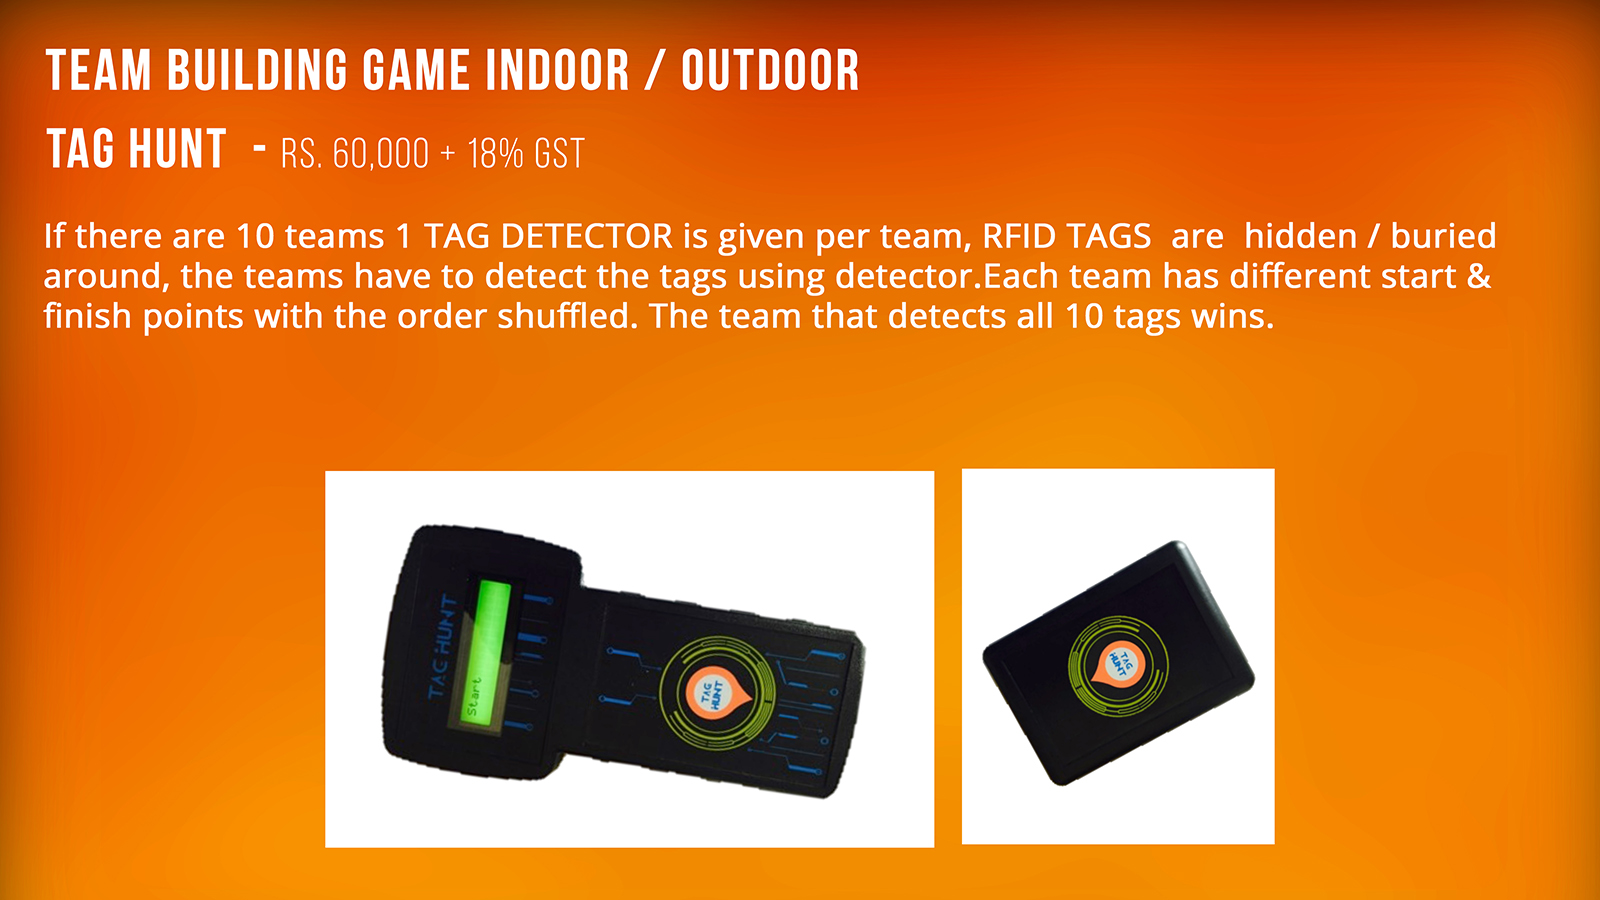 TEAM BUILDING GAME INDOOR / OUTDOOR
TAG HUNT - RS. 60,000 + 18% GST
If there are 10 teams 1 TAG DETECTOR is given per team, RFID TAGS are hidden / buried
around, the teams have to detect the tags using detector.Each team has different start &
finish points with the order shuffled. The team that detects all 10 tags wins.
TAG HUNT
Start
TAG
HUNT
TAG
HUNT